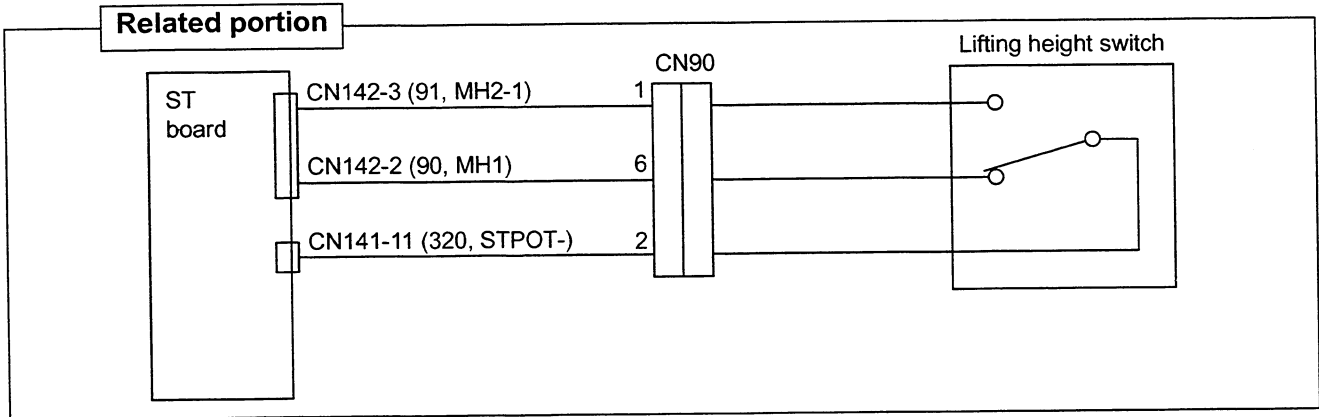 Related portion
Lifting height switch
CN90
ST
board
CN142-3 (91, MH2-1)
1
CN142-2 (90, MH1)
6
CN141-11 (320, STPOT-)
2